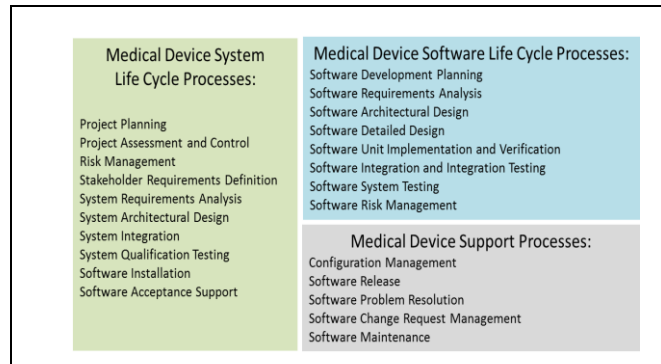 Medical Device System
Life Cycle Processes:
Project Planning
Project Assessment and Control
Risk Management
Stakeholder Requirements Definition
System Requirements Analysis
System Architectural Design
System Integration
System Qualification Testing
Software Installation
Software Acceptance Support
Medical Device Software Life Cycle Processes:
Software Development Planning
Software Requirements Analysis
Software Architectural Design
Software Detailed Design
Software Unit Implementation and Verification
Software Integration and Integration Testing
Software System Testing
Software Risk Management
Medical Device Support Processes:
Configuration Management
Software Release
Software Problem Resolution
Software Change Request Management
Software Maintenance